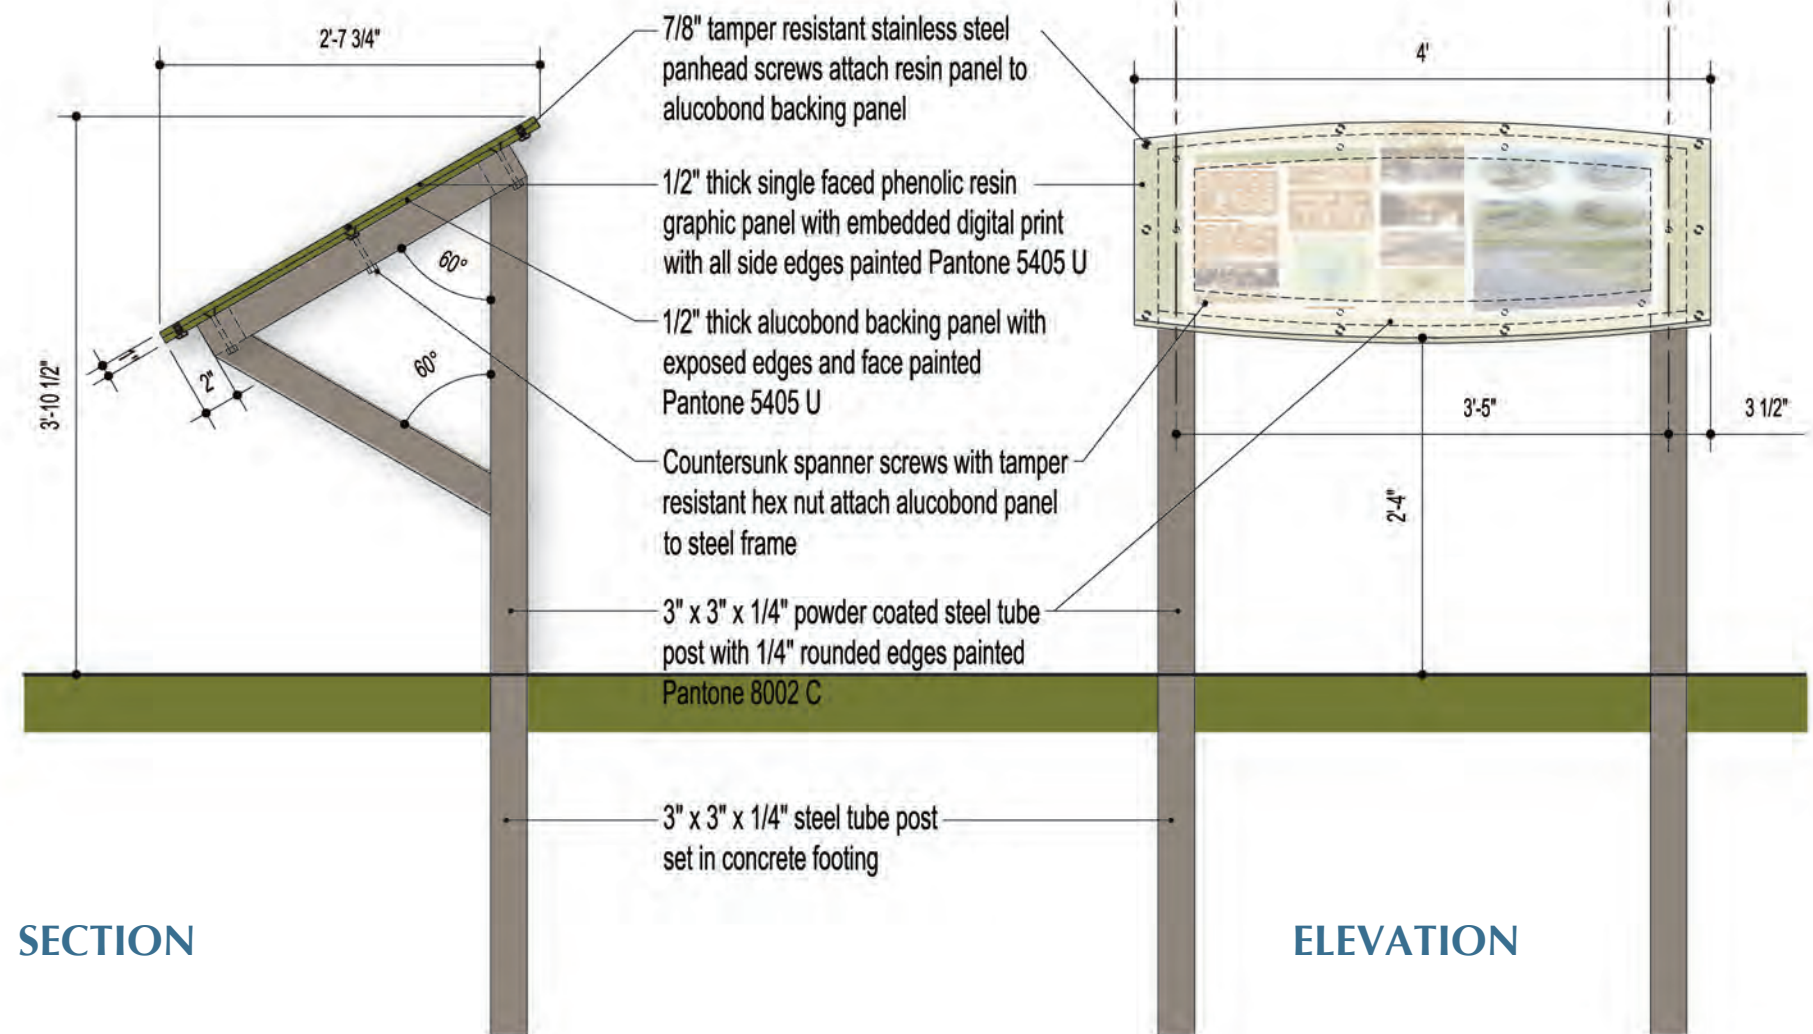 2'-7 3/4"
3'-10 1/2"
60°
60°
1"
2"
7/8" tamper resistant stainless steel
panhead screws attach resin panel to
alucobond backing panel
1/2" thick single faced phenolic resin
graphic panel with embedded digital print
with all side edges painted Pantone 5405 U
1/2" thick alucobond backing panel with
exposed edges and face painted
Pantone 5405 U
Countersunk spanner screws with tamper
resistant hex nut attach alucobond panel
to steel frame
3" x 3" x 1/4" powder coated steel tube
post with 1/4" rounded edges painted
Pantone 8002 C
3" x 3" x 1/4" steel tube post
set in concrete footing
4'
3'-5"
3 1/2"
2'-4"
SECTION
ELEVATION